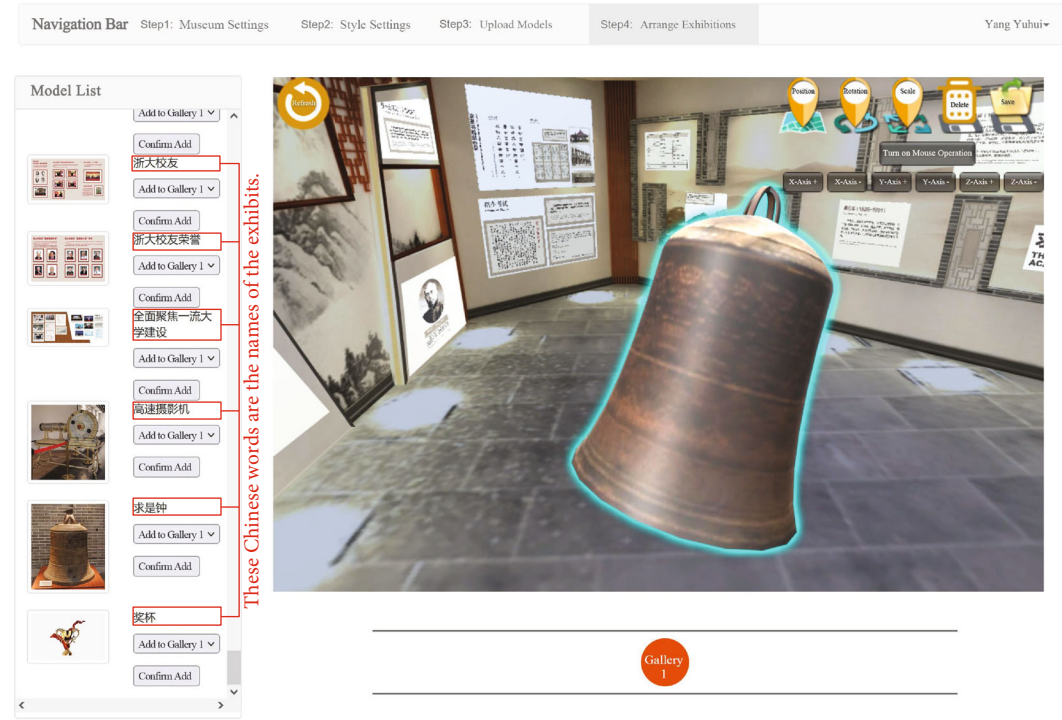 Navigation Bar Step1: Museum Settings Step2: Style Settings Step3: Upload Models Step4: Arrange Exhibitions Yang Yuhui
Model List
Add to Gallery 1
Confirm Add
浙大校友
Add to Gallery 1
Confirm Add
浙大校友荣誉
Add to Gallery 1
Confirm Add
全面聚焦一流大
学建设
Add to Gallery 1
Confirm Add
高速摄影机
Add to Gallery 1
Confirm Add
求是钟
Add to Gallery 1
Confirm Add
奖杯
Add to Gallery 1
Confirm Add
These Chinese words are the names of the exhibits.
Refresh
Position Rotation Scale Delete Save
Turn on Mouse Operation
X-Axis + X-Axis - Y-Axis + Y-Axis - Z-Axis + Z-Axis -
Gallery
1